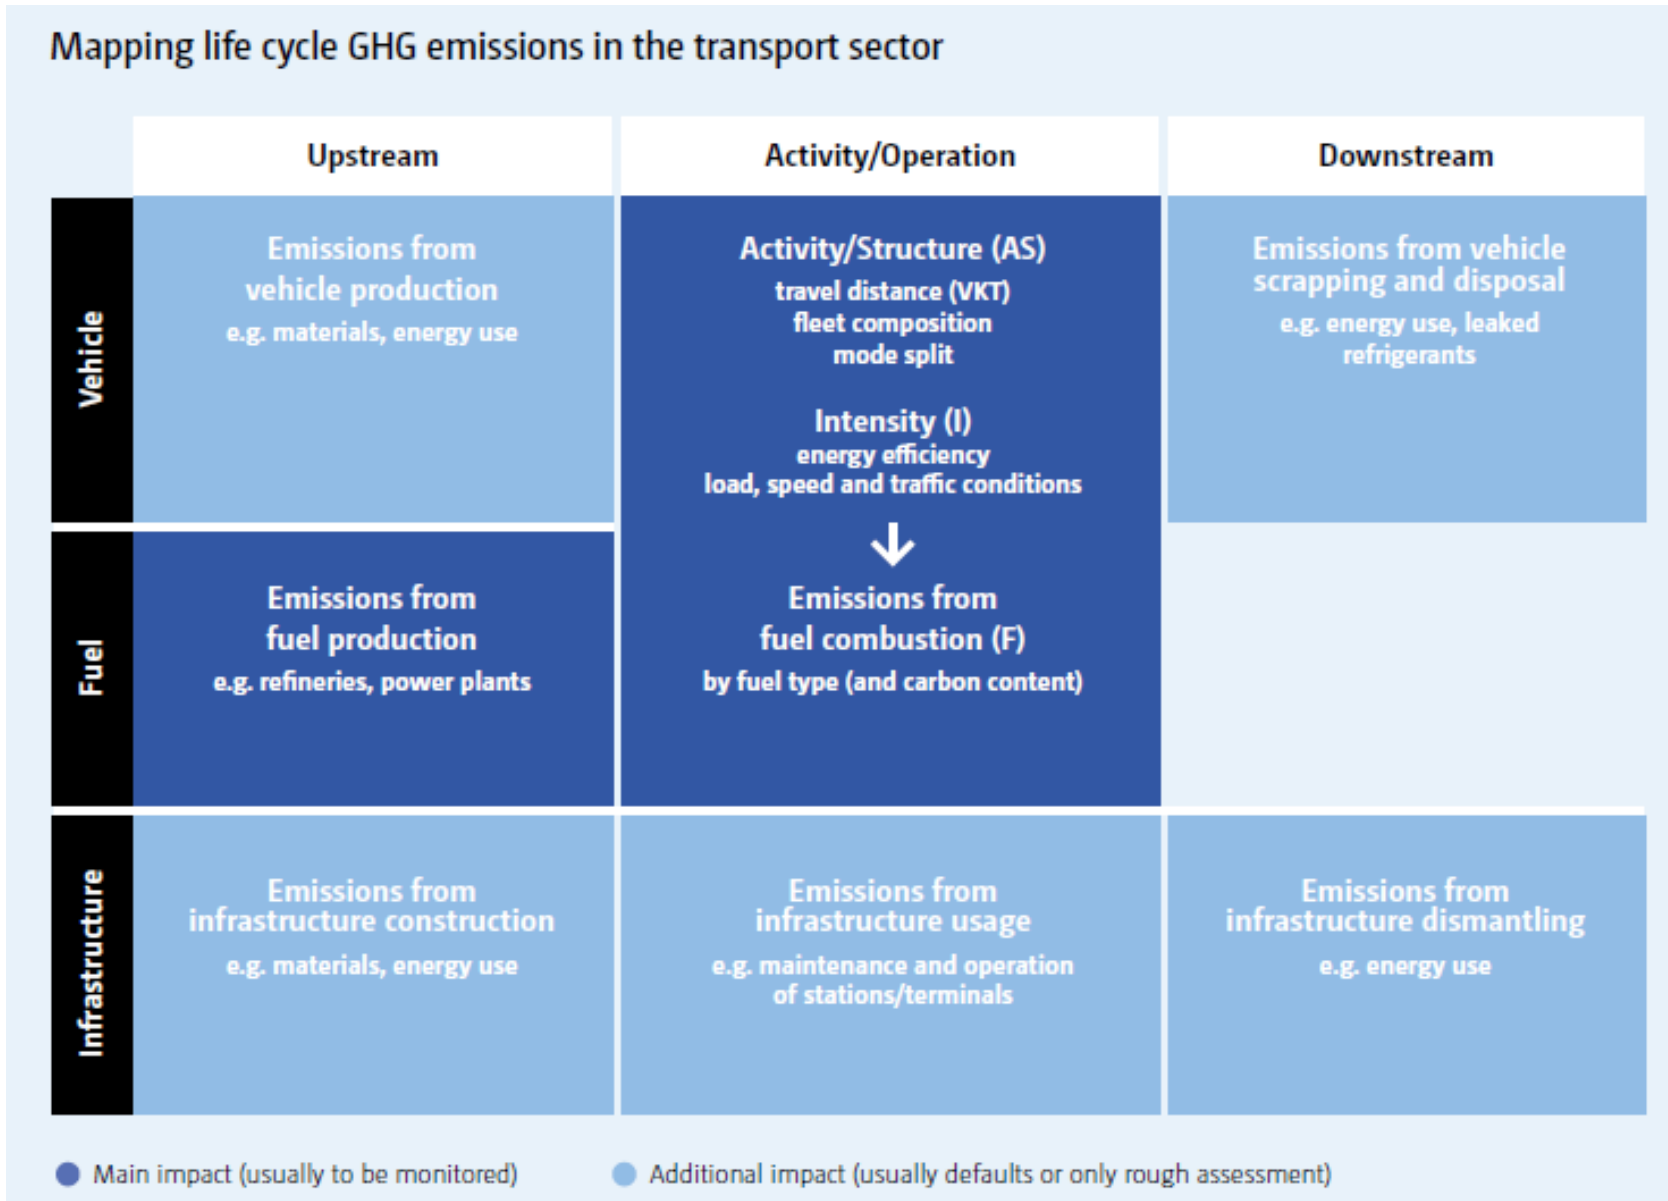 Mapping life cycle GHG emissions in the transport sector
Upstream
Activity/Operation
Downstream
Vehicle
Emissions from
vehicle production
e.g. materials, energy use
Activity/Structure (AS)
travel distance (VKT)
fleet composition
mode split
Intensity (I)
energy efficiency
load, speed and traffic conditions
Emissions from vehicle
scrapping and disposal
e.g. energy use, leaked
refrigerants
Fuel
Emissions from
fuel production
e.g. refineries, power plants
Emissions from
fuel combustion (F)
by fuel type (and carbon content)
Infrastructure
Emissions from
infrastructure construction
e.g. materials, energy use
Emissions from
infrastructure usage
e.g. maintenance and operation
of stations/terminals
Emissions from
infrastructure dismantling
e.g. energy use
Main impact (usually to be monitored)
Additional impact (usually defaults or only rough assessment)